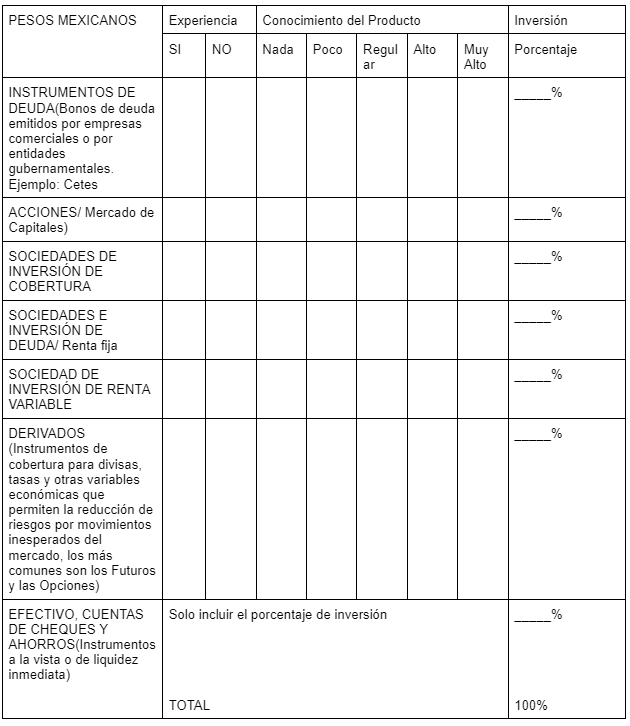 PESOS MEXICANOS
Experiencia
Conocimiento del Producto
Inversión
SI
NO
Nada
Poco
Regul
ar
Alto
Muy
Alto
Porcentaje
INSTRUMENTOS DE
DEUDA(Bonos de deuda
emitidos por empresas
comerciales o por
entidades
gubernamentales.
Ejemplo: Cetes
_____%
ACCIONES/ Mercado de
Capitales)
_____%
SOCIEDADES DE
INVERSIÓN DE
COBERTURA
_____%
SOCIEDADES E
INVERSIÓN DE
DEUDA/ Renta fija
_____%
SOCIEDAD DE
INVERSIÓN DE RENTA
VARIABLE
_____%
DERIVADOS
(Instrumentos de
cobertura para divisas,
tasas y otras variables
económicas que
permiten la reducción de
riesgos por movimientos
inesperados del
mercado, los más
comunes son los Futuros
y las Opciones)
_____%
EFECTIVO, CUENTAS
DE CHEQUES Y
AHORROS(Instrumentos
a la vista o de liquidez
inmediata)
Solo incluir el porcentaje de inversión
_____%
TOTAL
100%